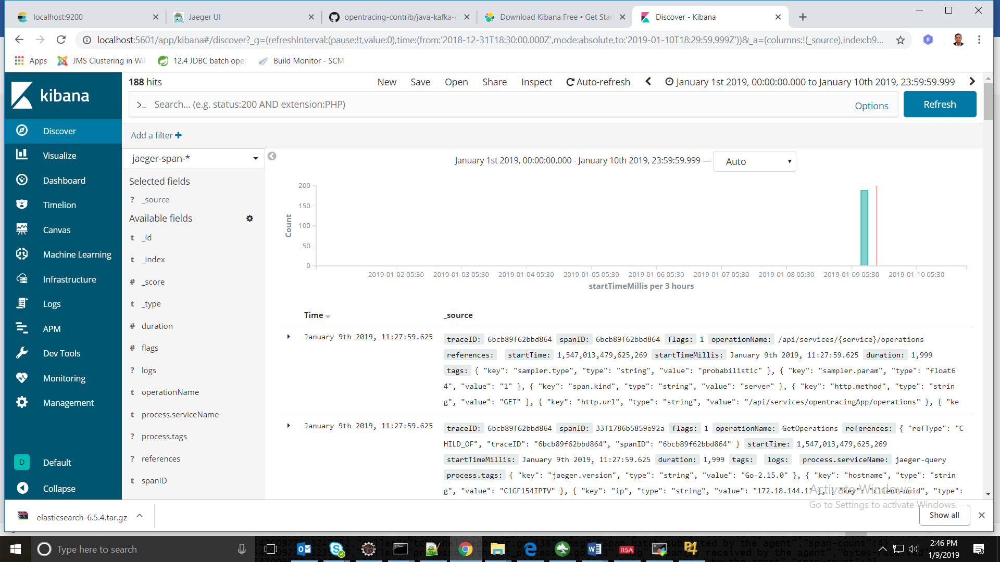 localhost:9200
Jaeger UI
opentracing-contrib/java-kafka-c
Download Kibana Free • Get Star
Discover - Kibana
localhost:5601/app/kibana#/discover?_g=(refreshInterval:(pause:!t,value:0),time:(from:'2018-12-31T18:30:00.000Z',mode:absolute,to:'2019-01-10T18:29:59.999Z'))&_a=(columns:!(_source),index:b9...
R
Apps
JMS Clustering in Wil
12.4 JDBC batch oper
Build Monitor - SCM
kibana
Discover
Visualize
Dashboard
Timelion
Canvas
Machine Learning
Infrastructure
Logs
APM
Dev Tools
Monitoring
Management
D Default
Collapse
188 hits
New Save Open Share Inspect Auto-refresh January 1st 2019, 00:00:00.000 to January 10th 2019, 23:59:59.999
>_ Search... (e.g. status:200 AND extension:PHP)
Options
Refresh
Add a filter +
jaeger-span-*
Selected fields
? _source
Available fields
t _id
t _index
# _score
t _type
# duration
# flags
? logs
t operationName
t process.serviceName
? process.tags
? references
t spanID
January 1st 2019, 00:00:00.000 - January 10th 2019, 23:59:59.999 — Auto
Count
200
150
100
50
0
2019-01-02 05:30 2019-01-03 05:30 2019-01-04 05:30 2019-01-05 05:30 2019-01-06 05:30 2019-01-07 05:30 2019-01-08 05:30 2019-01-09 05:30 2019-01-10 05:30
startTimeMillis per 3 hours
Time _source
January 9th 2019, 11:27:59.625
traceID: 6bcb89f62bbd864 spanID: 6bcb89f62bbd864 flags: 1 operationName: /api/services/{service}/operations
references: startTime: 1,547,013,479,625,269 startTimeMillis: January 9th 2019, 11:27:59.625 duration: 1,999
tags: { "key": "sampler.type", "type": "string", "value": "probabilistic" }, { "key": "sampler.param", "type": "float6
4", "value": "1" }, { "key": "span.kind", "type": "string", "value": "server" }, { "key": "http.method", "type": "strin
g", "value": "GET" }, { "key": "http.url", "type": "string", "value": "/api/services/opentracingApp/operations" }, { "ke
January 9th 2019, 11:27:59.625
traceID: 6bcb89f62bbd864 spanID: 33f1786b5859e92a flags: 1 operationName: GetOperations references: { "refType": "C
HILD_OF", "traceID": "6bcb89f62bbd864", "spanID": "6bcb89f62bbd864" } startTime: 1,547,013,479,625,269
startTimeMillis: January 9th 2019, 11:27:59.625 duration: 1,999 tags: logs: process.serviceName: jaeger-query
process.tags: { "key": "jaeger.version", "type": "string", "value": "Go-2.15.0" }, { "key": "hostname", "type": "strin
g", "value": "C1GF154IPTV" }, { "key": "ip", "type": "string", "value": "172.18.144.1" }, { "key": "client-uuid", "type":
Activate Windows
Go to Settings to activate Windows.
elasticsearch-6.5.4.tar.gz
Show all
Type here to search
RSA
2:46 PM
1/9/2019